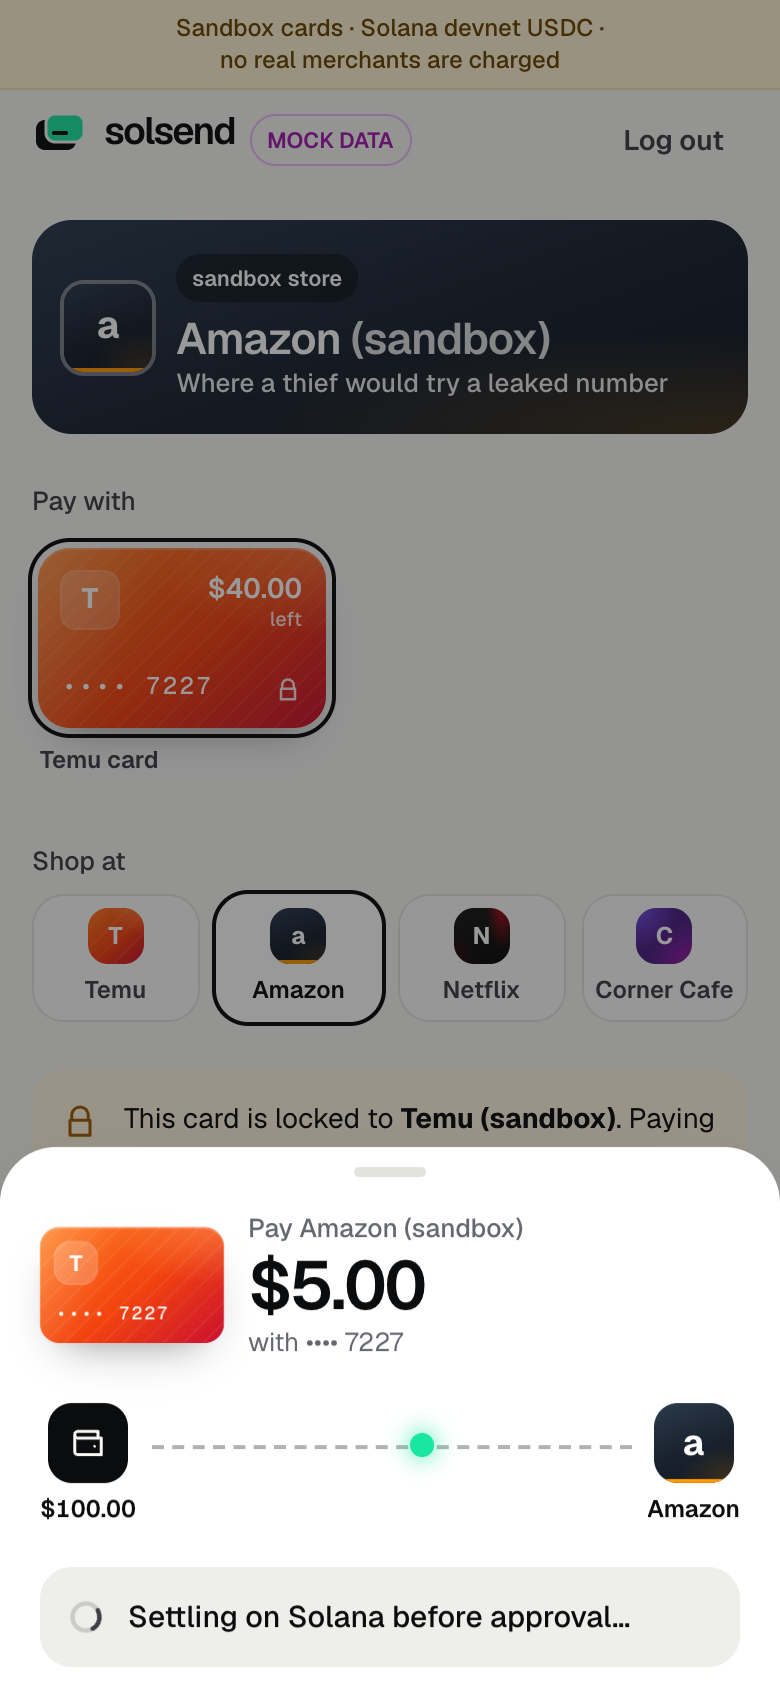 Sandbox cards · Solana devnet USDC ·
no real merchants are charged
solsend
MOCK DATA
Log out
a
sandbox store
Amazon (sandbox)
Where a thief would try a leaked number
Pay with
T
$40.00
left
•••• 7227
Temu card
Shop at
T
Temu
a
Amazon
N
Netflix
C
Corner Cafe
This card is locked to Temu (sandbox). Paying
T
•••• 7227
Pay Amazon (sandbox)
$5.00
with •••• 7227
a
$100.00
Amazon
Settling on Solana before approval...